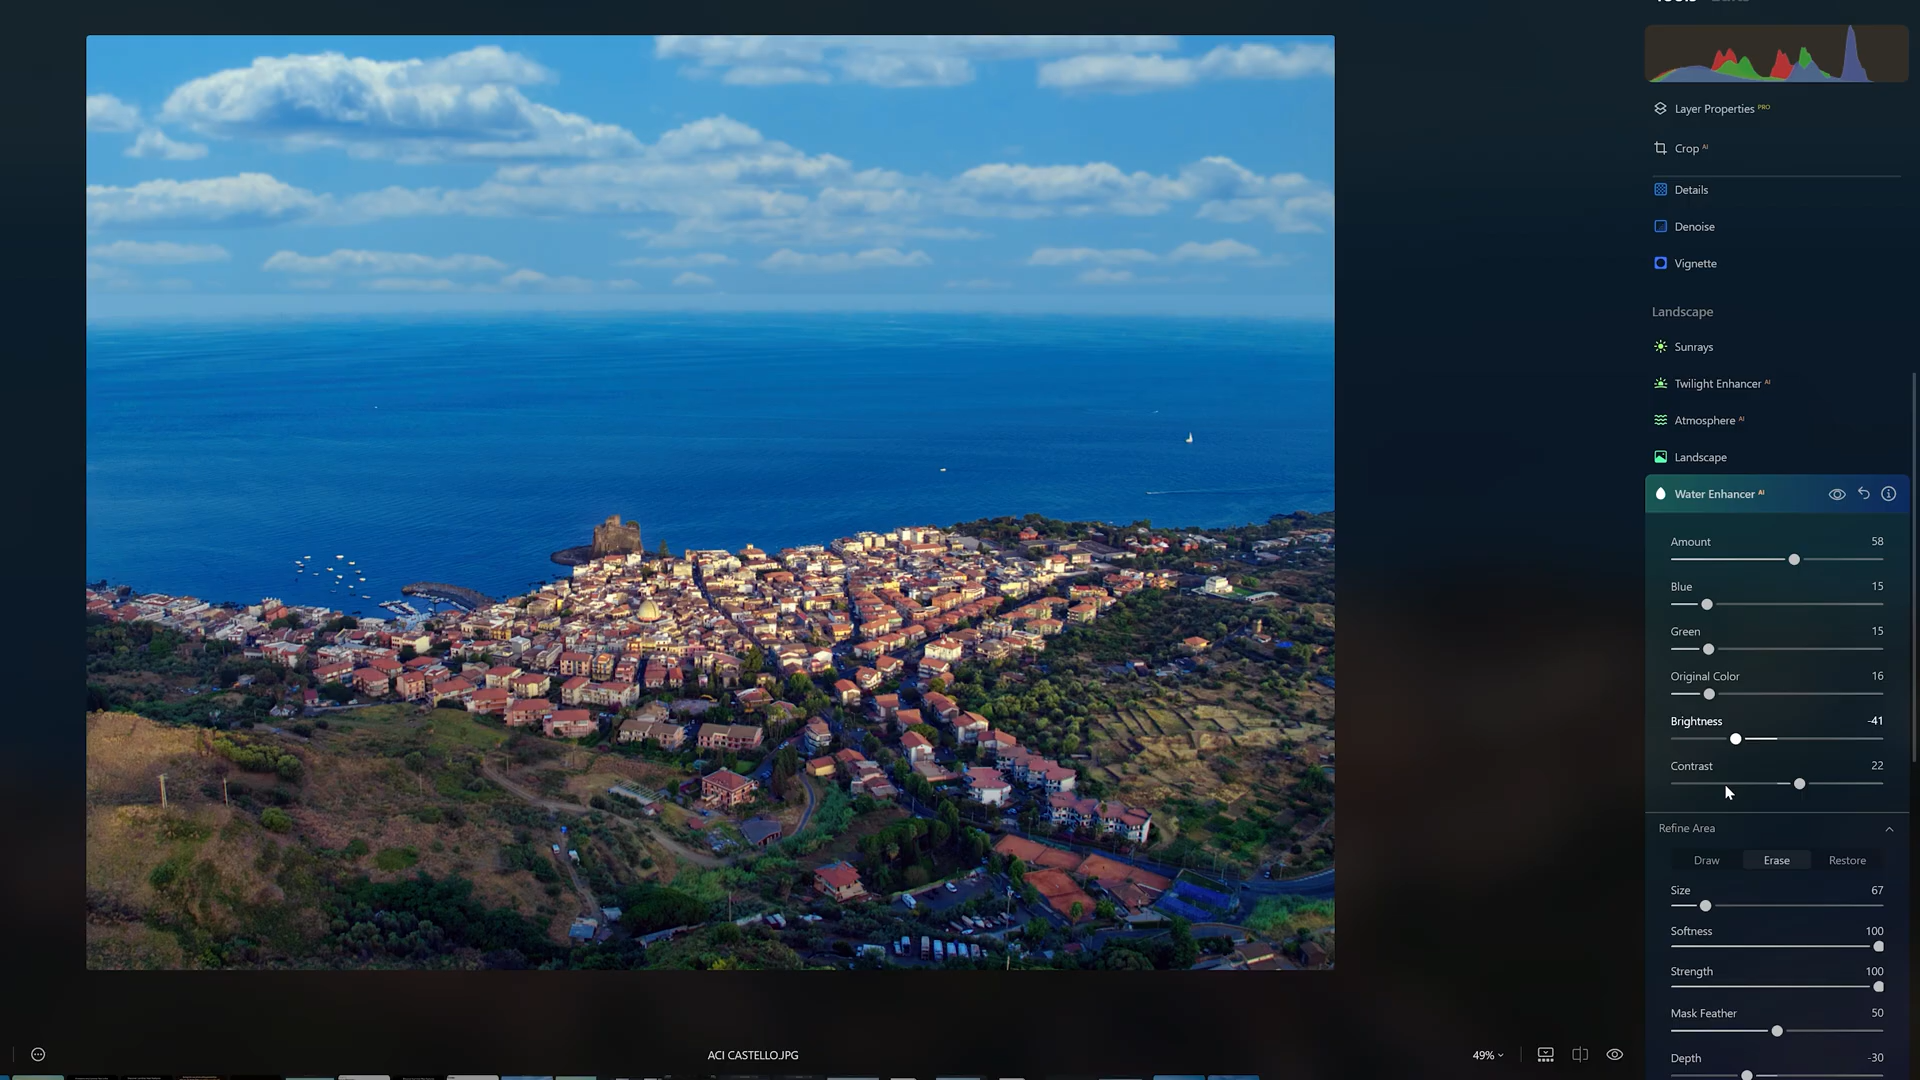 Tools Edits
Layer Properties PRO
Crop AI
Details
Denoise
Vignette
Landscape
Sunrays
Twilight Enhancer AI
Atmosphere AI
Landscape
Water Enhancer AI
Amount 58
Blue 15
Green 15
Original Color 16
Brightness -41
Contrast 22
Refine Area
Draw Erase Restore
Size 67
Softness 100
Strength 100
Mask Feather 50
Depth -30
ACI CASTELLO.JPG
49%